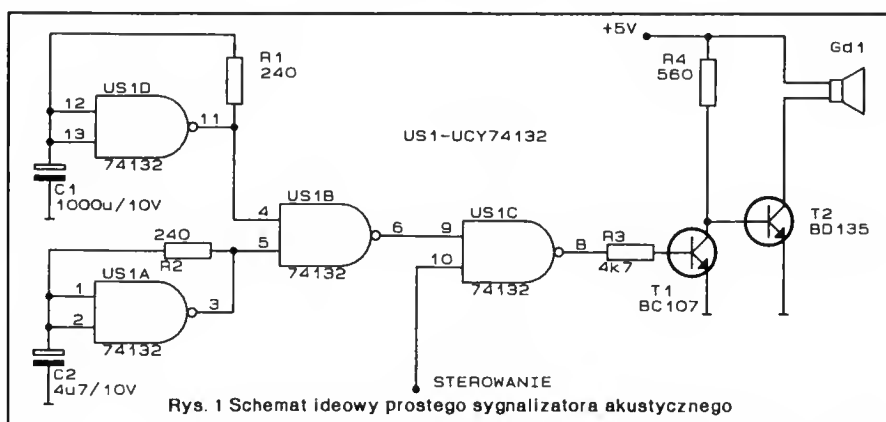 +5V
R1
240
R4
560
Gd1
US1D
12
13
11
74132
US1-UCY74132
C1
1000u/10V
US1B
4
5
6
74132
US1C
9
10
8
74132
R3
4k7
T2
BD135
T1
BC107
240
R2
US1A
1
2
3
74132
C2
4u7/10V
STEROWANIE
Rys. 1 Schemat ideowy prostego sygnalizatora akustycznego